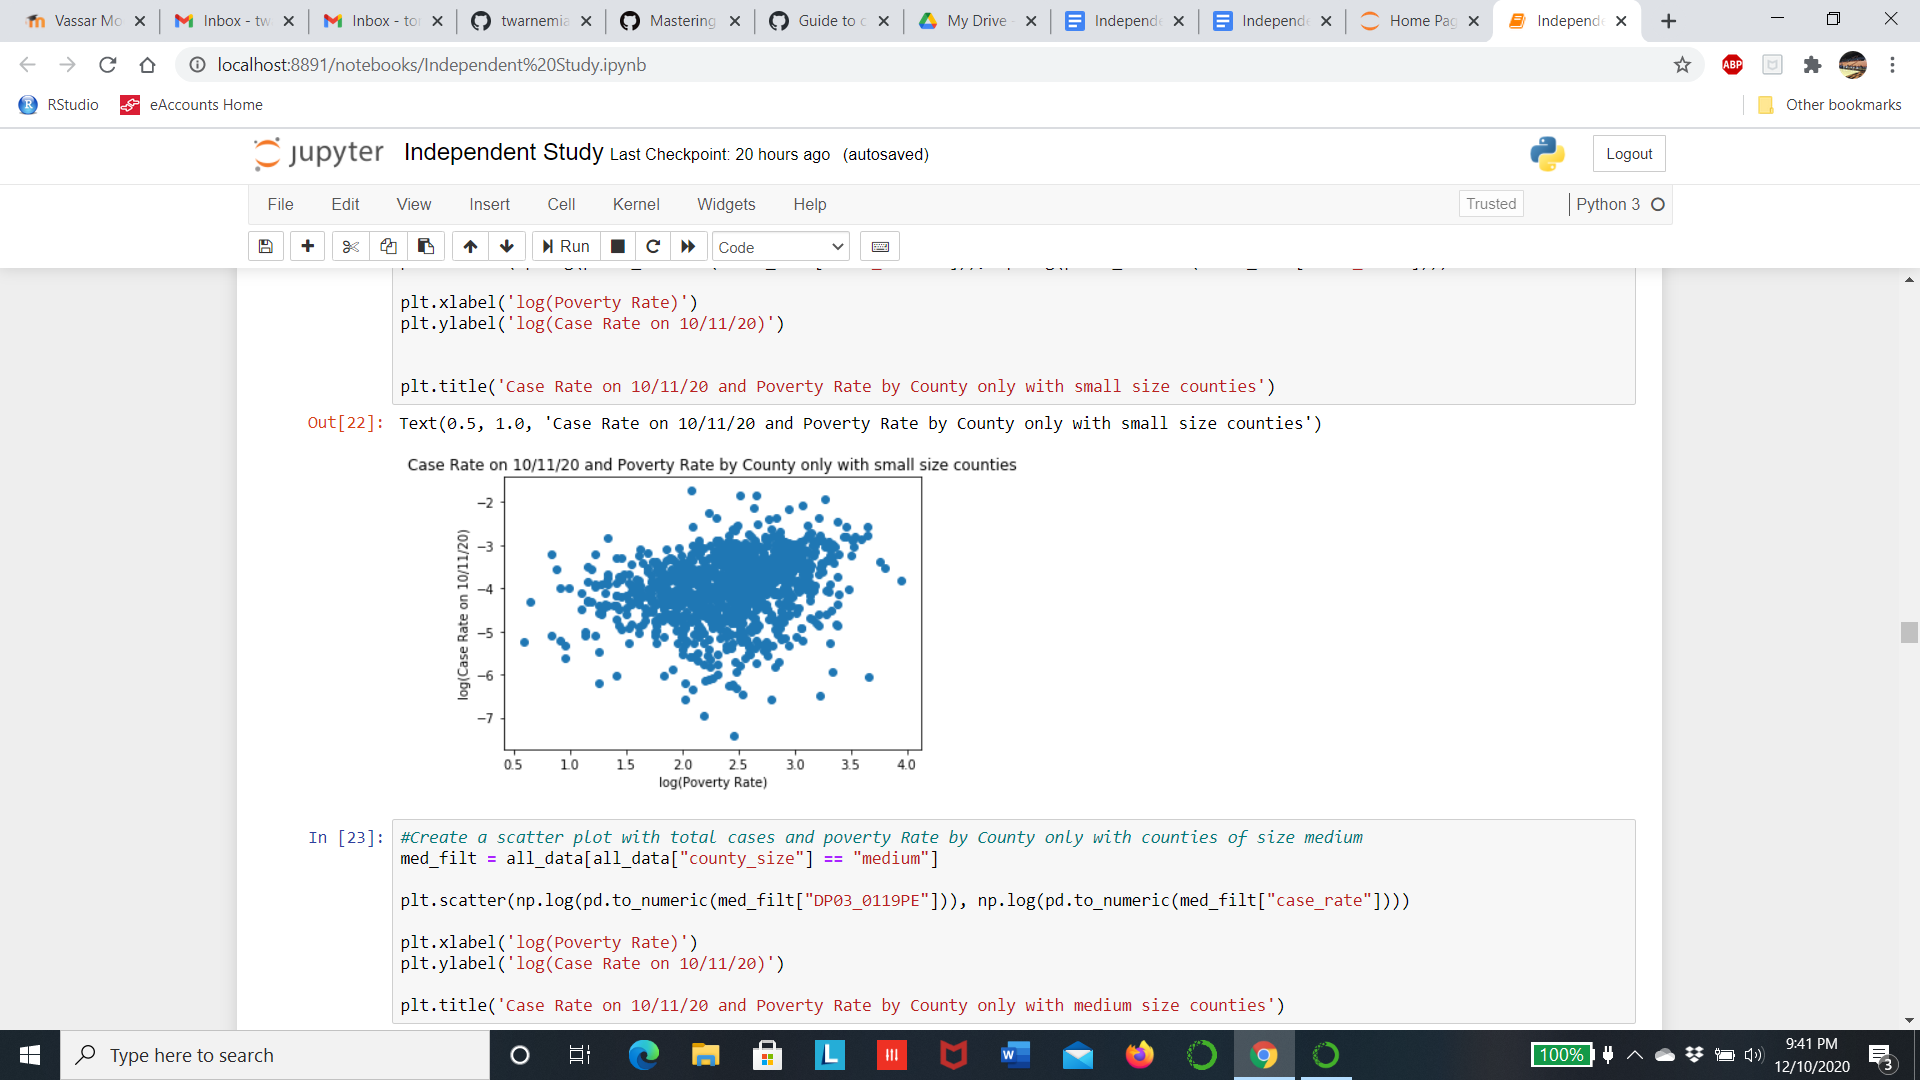 Vassar Mo
Inbox - tw
Inbox - tor
twarnemia
Mastering
Guide to c
My Drive -
Independe
Independe
Home Pag
Independe
localhost:8891/notebooks/Independent%20Study.ipynb
ABP
RStudio
eAccounts Home
Other bookmarks
jupyter Independent Study Last Checkpoint: 20 hours ago (autosaved)
Logout
File Edit View Insert Cell Kernel Widgets Help
Trusted
Python 3
Run
Code
plt.xlabel('log(Poverty Rate)')
plt.ylabel('log(Case Rate on 10/11/20)')
plt.title('Case Rate on 10/11/20 and Poverty Rate by County only with small size counties')
Out[22]: Text(0.5, 1.0, 'Case Rate on 10/11/20 and Poverty Rate by County only with small size counties')
Case Rate on 10/11/20 and Poverty Rate by County only with small size counties
log(Case Rate on 10/11/20)
−2
−3
−4
−5
−6
−7
0.5 1.0 1.5 2.0 2.5 3.0 3.5 4.0
log(Poverty Rate)
In [23]: #Create a scatter plot with total cases and poverty Rate by County only with counties of size medium
med_filt = all_data[all_data["county_size"] == "medium"]
plt.scatter(np.log(pd.to_numeric(med_filt["DP03_0119PE"])), np.log(pd.to_numeric(med_filt["case_rate"])))
plt.xlabel('log(Poverty Rate)')
plt.ylabel('log(Case Rate on 10/11/20)')
plt.title('Case Rate on 10/11/20 and Poverty Rate by County only with medium size counties')
Type here to search
100%
9:41 PM
12/10/2020
3